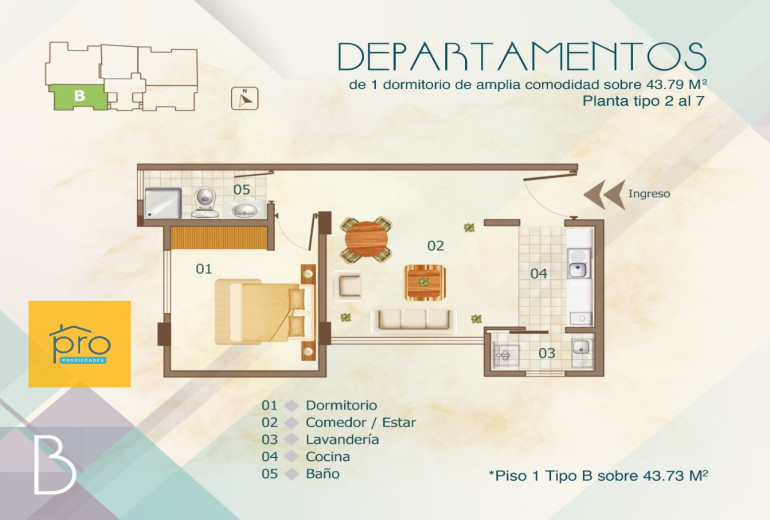 DEPARTAMENTOS
de 1 dormitorio de amplia comodidad sobre 43.79 M²
Planta tipo 2 al 7
B
N
05
Ingreso
02
01
04
03
pro
PROPIEDADES
01 Dormitorio
02 Comedor / Estar
03 Lavandería
04 Cocina
05 Baño
B
*Piso 1 Tipo B sobre 43.73 M²